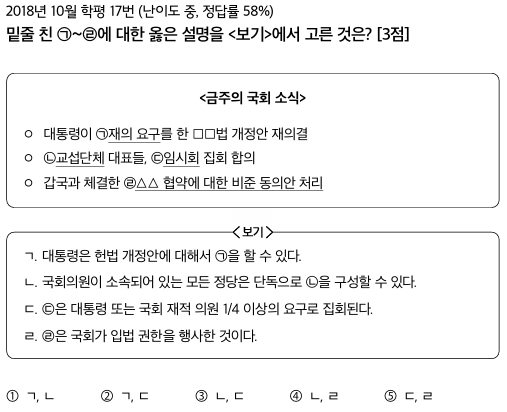 2018년 10월 학평 17번 (난이도 중, 정답률 58%)
밑줄 친 ㉠~㉣에 대한 옳은 설명을 <보기>에서 고른 것은? [3점]
<금주의 국회 소식>
○ 대통령이 ㉠재의 요구를 한 □□법 개정안 재의결
○ ㉡교섭단체 대표들, ㉢임시회 집회 합의
○ 갑국과 체결한 ㉣△△ 협약에 대한 비준 동의안 처리
<보기>
ㄱ. 대통령은 헌법 개정안에 대해서 ㉠을 할 수 있다.
ㄴ. 국회의원이 소속되어 있는 모든 정당은 단독으로 ㉡을 구성할 수 있다.
ㄷ. ㉢은 대통령 또는 국회 재적 의원 1/4 이상의 요구로 집회된다.
ㄹ. ㉣은 국회가 입법 권한을 행사한 것이다.
① ㄱ, ㄴ ② ㄱ, ㄷ ③ ㄴ, ㄷ ④ ㄴ, ㄹ ⑤ ㄷ, ㄹ